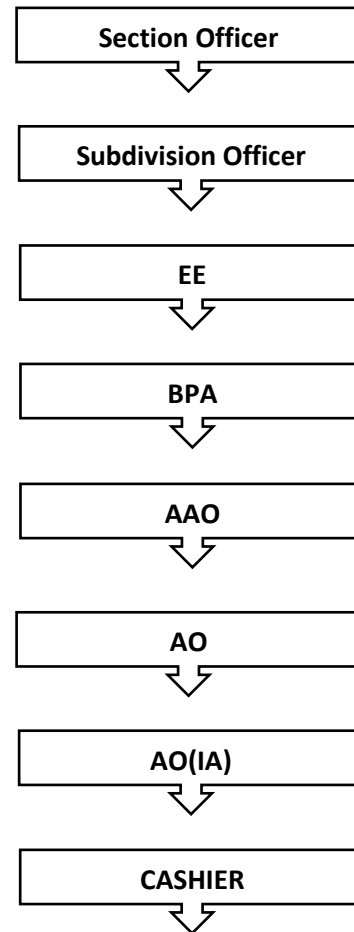 Section Officer
Subdivision Officer
EE
BPA
AAO
AO
AO(IA)
CASHIER